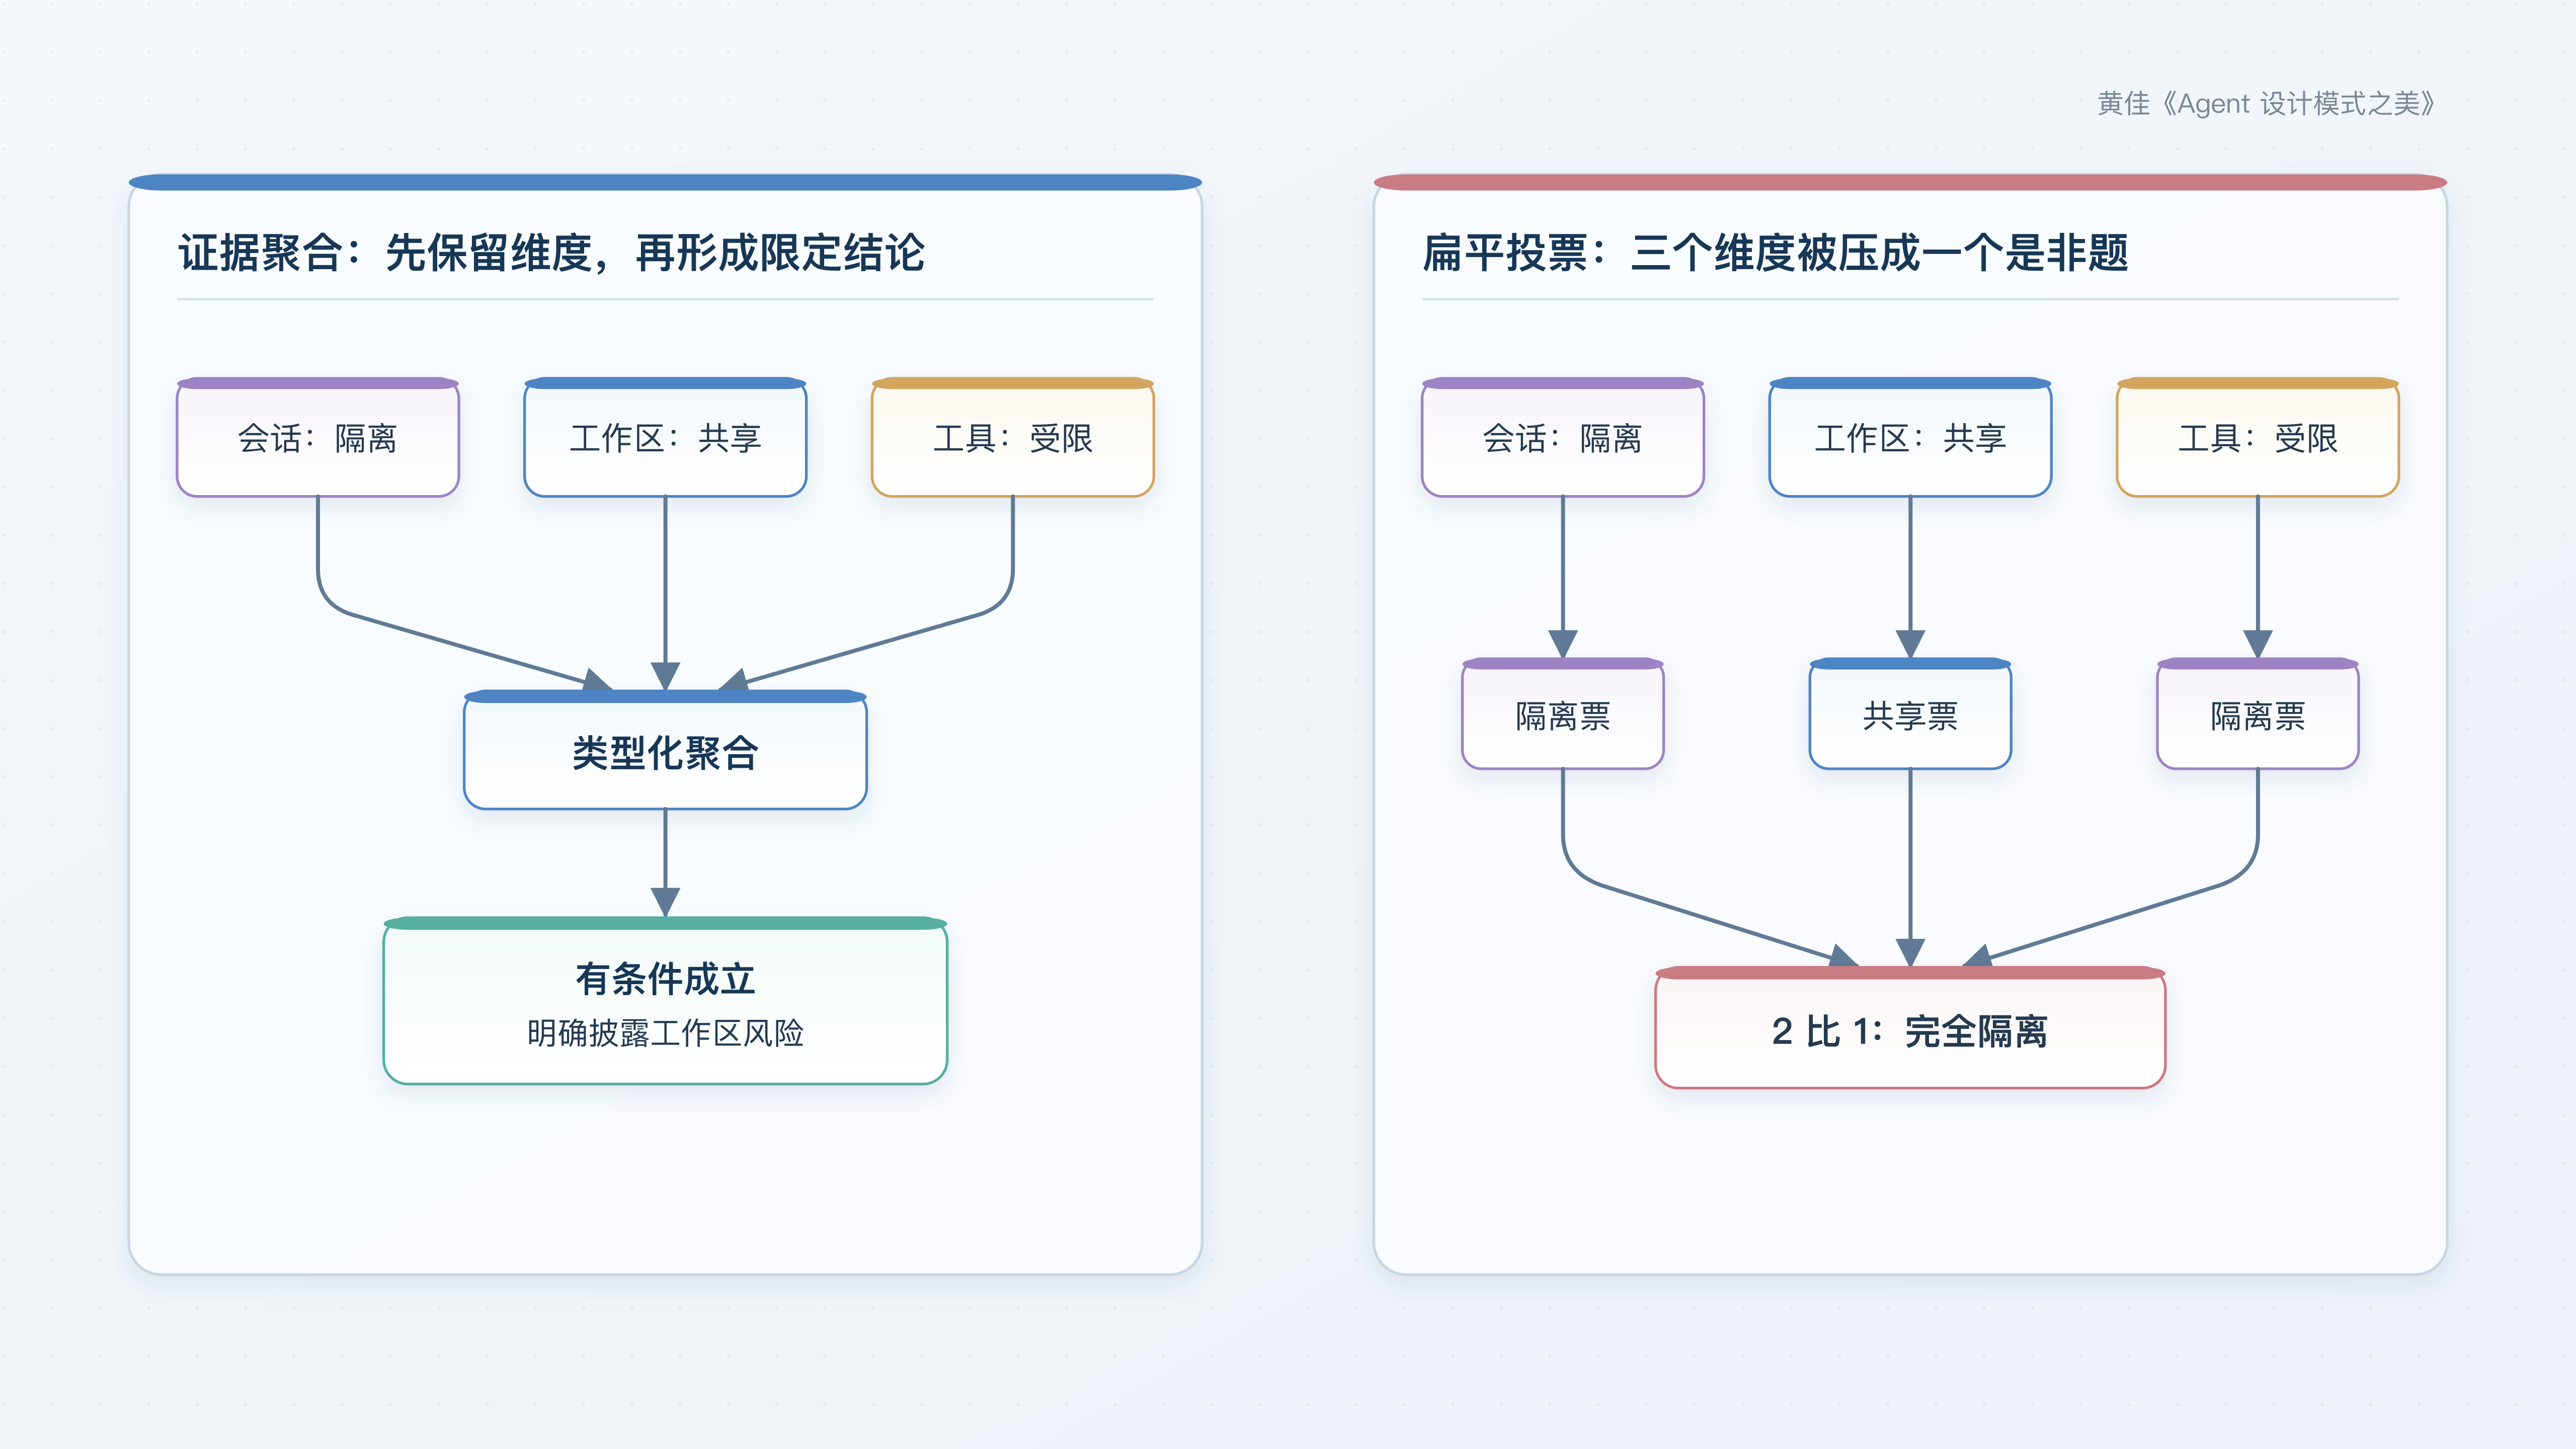 黄佳《Agent 设计模式之美》
证据聚合：先保留维度，再形成限定结论
会话：隔离
工作区：共享
工具：受限
类型化聚合
有条件成立
明确披露工作区风险
扁平投票：三个维度被压成一个是非题
会话：隔离
工作区：共享
工具：受限
隔离票
共享票
隔离票
2 比 1：完全隔离